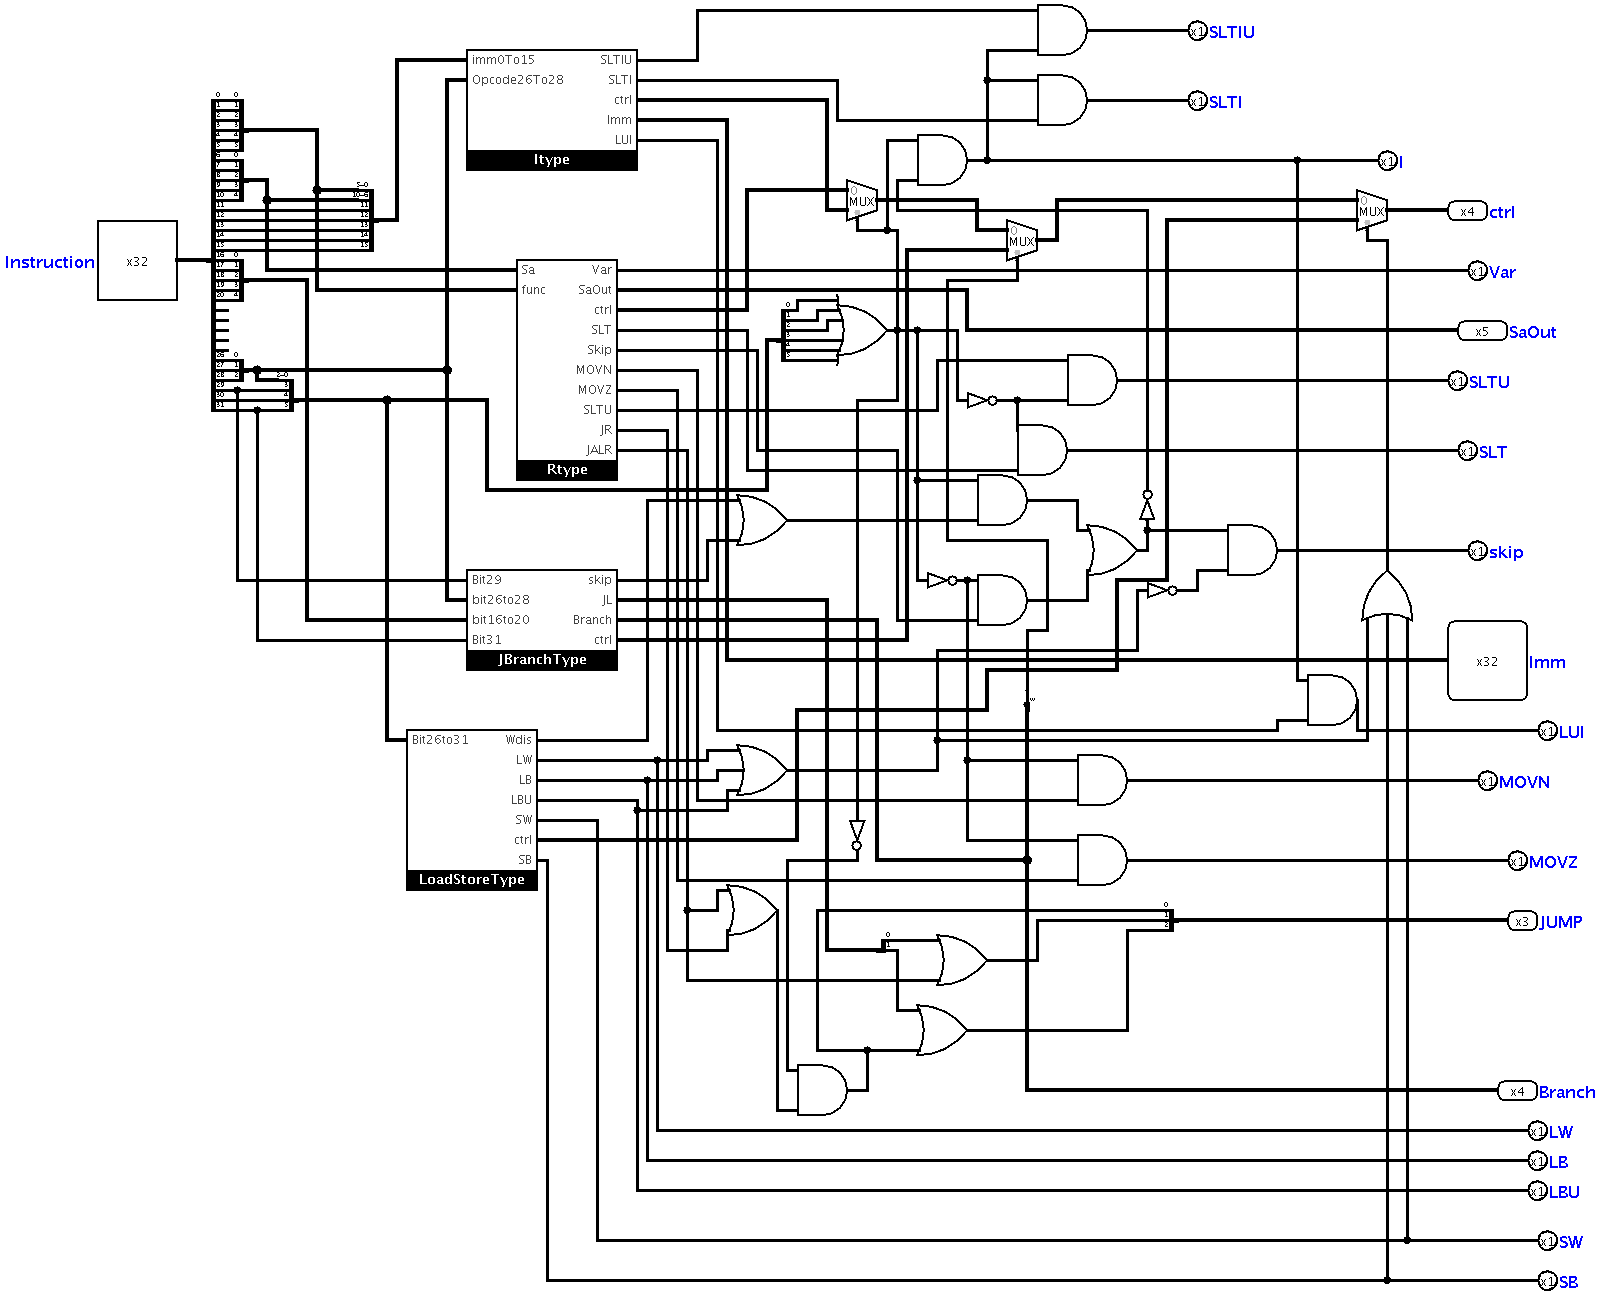 Instruction
x32
imm0To15
Opcode26To28
SLTIU
SLTI
ctrl
Imm
LUI
Itype
Sa
func
Var
SaOut
ctrl
SLT
Skip
MOVN
MOVZ
SLTU
JR
JALR
Rtype
Bit29
bit26to28
bit16to20
Bit31
skip
JL
Branch
ctrl
JBranchType
Bit26to31
Wdis
LW
LB
LBU
SW
ctrl
SB
LoadStoreType
0
MUX
0
MUX
0
MUX
x1 SLTIU
x1 SLTI
x1 I
x4 ctrl
x1 Var
x5 SaOut
x1 SLTU
x1 SLT
x1 skip
x32 Imm
x1 LUI
x1 MOVN
x1 MOVZ
x3 JUMP
x4 Branch
x1 LW
x1 LB
x1 LBU
x1 SW
x1 SB